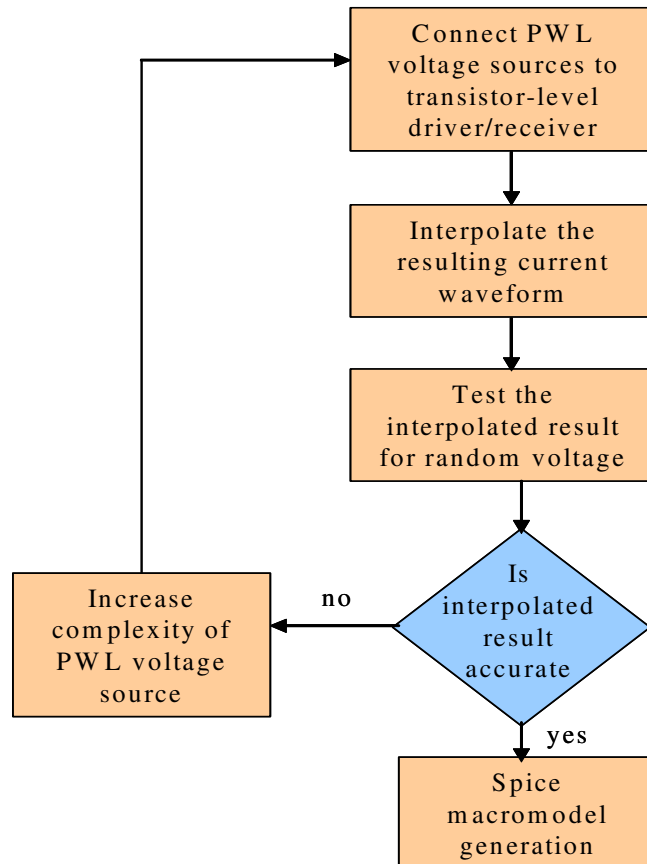 Connect PWL
voltage sources to
transistor-level
driver/receiver
Interpolate the
resulting current
waveform
Test the
interpolated result
for random voltage
Is
interpolated
result
accurate
no
Increase
complexity of
PWL voltage
source
yes
Spice
macromodel
generation